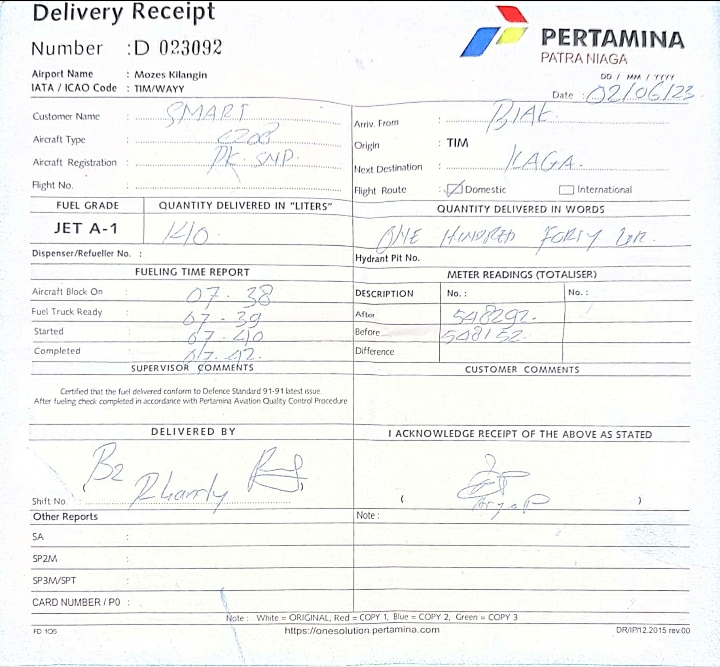 Delivery Receipt
Number : D 023092
PERTAMINA
PATRA NIAGA
Airport Name : Mozes Kilangin
IATA / ICAO Code : TIM/WAYY
DD / MM / YYYY
Date : 02/06/23
Customer Name : SMART
Aircraft Type : C208
Aircraft Registration : PK. SNP.
Flight No. :
Arriv. From : BIAK
Origin : TIM
Next Destination : KAGA.
Flight Route : Domestic International
FUEL GRADE QUANTITY DELIVERED IN "LITERS" QUANTITY DELIVERED IN WORDS
JET A-1 140 ONE HUNDRED FORTY LTR.
Dispenser/Refueller No. : Hydrant Pit No.
FUELING TIME REPORT METER READINGS (TOTALISER)
Aircraft Block On : 07. 38
Fuel Truck Ready : 07 - 39
Started : 07 - 40
Completed : 07. 42.
DESCRIPTION No. : No. :
After 548292.
Before 548152.
Difference
SUPERVISOR COMMENTS CUSTOMER COMMENTS
Certified that the fuel delivered conform to Defence Standard 91-91 latest issue
After fueling check completed in accordance with Pertamina Aviation Quality Control Procedure
DELIVERED BY I ACKNOWLEDGE RECEIPT OF THE ABOVE AS STATED
B2
Shift No ( )
Other Reports Note :
SA :
SP2M :
SP3M/SPT :
CARD NUMBER / P0 :
Note : White = ORIGINAL, Red = COPY 1, Blue = COPY 2, Green = COPY 3
FD 105 https://onesolution.pertamina.com DR/IP/12.2015 rev.00